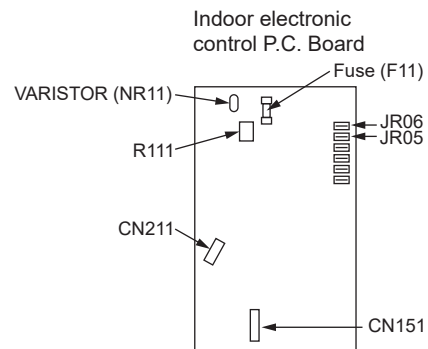 Indoor electronic
control P.C. Board
Fuse (F11)
VARISTOR (NR11)
JR06
JR05
R111
CN211
CN151